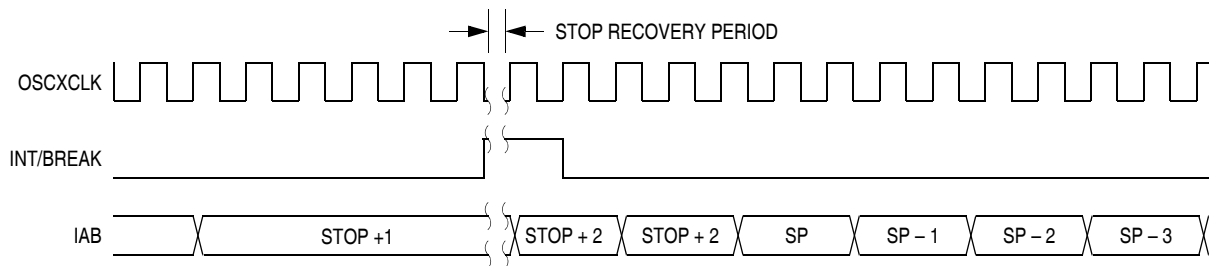 STOP RECOVERY PERIOD
OSCXCLK
INT/BREAK
IAB STOP +1 STOP + 2 STOP + 2 SP SP – 1 SP – 2 SP – 3